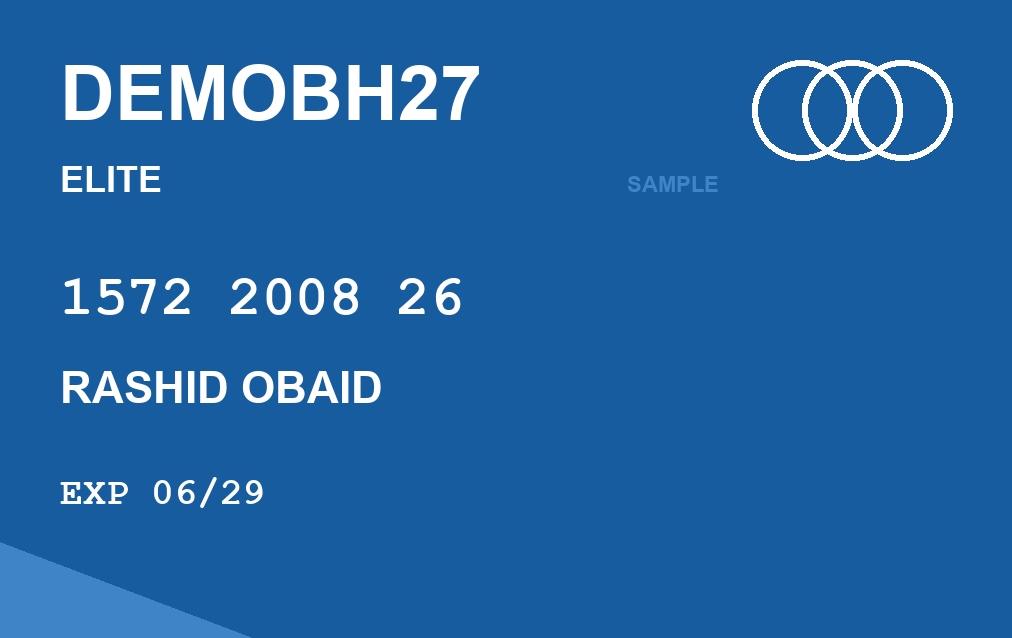 DEMOBH27
ELITE
SAMPLE
1572 2008 26
RASHID OBAID
EXP 06/29